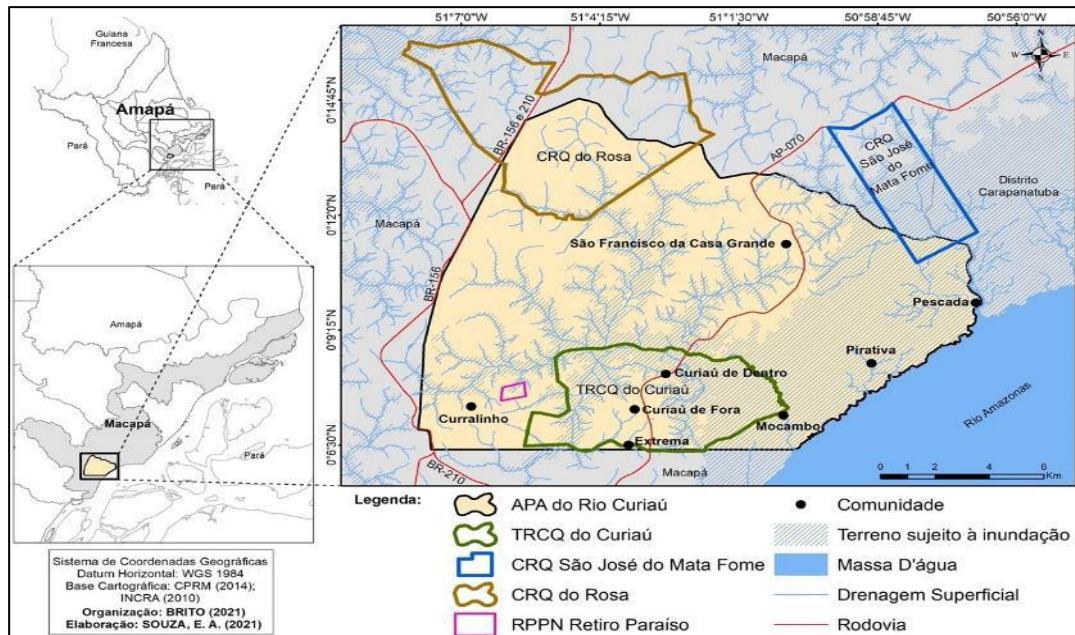 Guiana
Francesa
Amapá
Pará
Pará
Amapá
Macapá
Pará
Sistema de Coordenadas Geográficas
Datum Horizontal: WGS 1984
Base Cartográfica: CPRM (2014);
INCRA (2010)
Organização: BRITO (2021)
Elaboração: SOUZA, E. A. (2021)
51°7'0"W
51°4'15"W
51°1'30"W
50°58'45"W
50°56'0"W
0°14'45"N
0°12'0"N
0°9'15"N
0°6'30"N
Macapá
Macapá
N
W
E
S
BR-156 e 210
CRQ do Rosa
AP-070
CRQ
São José
do
Mata Fome
Distrito
Carapanatuba
Macapá
São Francisco da Casa Grande
BR-156
Pescada
Pirativa
Curiaú de Dentro
TRCQ do Curiaú
Curralinho
Curiaú de Fora
Mocambo
Extrema
Rio Amazonas
BR-210
Macapá
0 1 2 4 6
Km
Legenda:
APA do Rio Curiaú
TRCQ do Curiaú
CRQ São José do Mata Fome
CRQ do Rosa
RPPN Retiro Paraíso
Comunidade
Terreno sujeito à inundação
Massa D'água
Drenagem Superficial
Rodovia